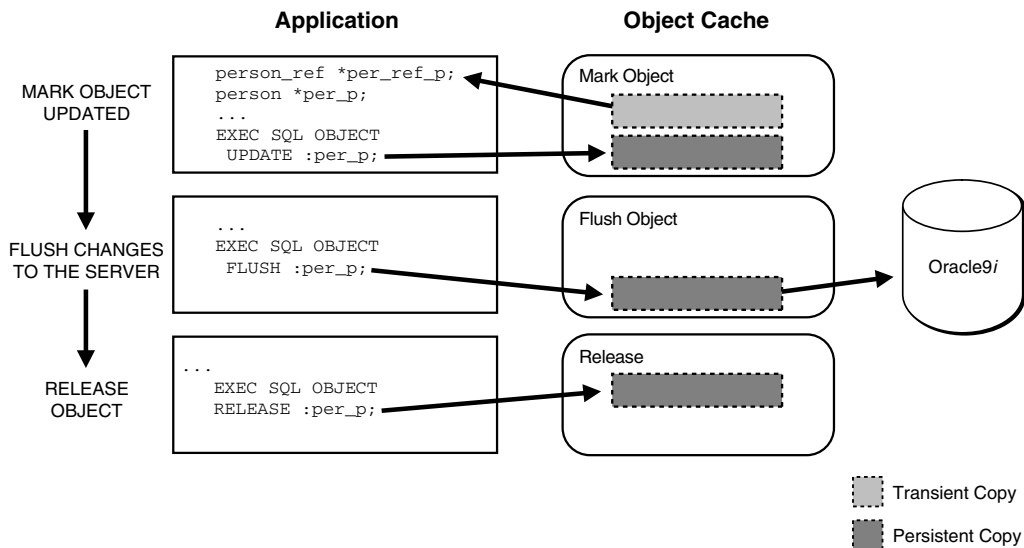 Application
Object Cache
MARK OBJECT
UPDATED
person_ref *per_ref_p;
person *per_p;
...
EXEC SQL OBJECT
UPDATE :per_p;
Mark Object
FLUSH CHANGES
TO THE SERVER
...
EXEC SQL OBJECT
FLUSH :per_p;
Flush Object
Oracle9i
RELEASE
OBJECT
...
EXEC SQL OBJECT
RELEASE :per_p;
Release
Transient Copy
Persistent Copy